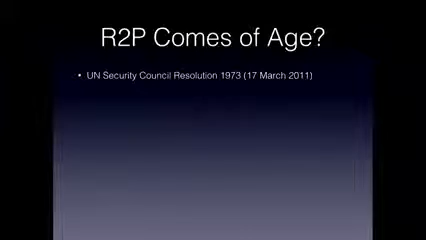 R2P Comes of Age?
• UN Security Council Resolution 1973 (17 March 2011)